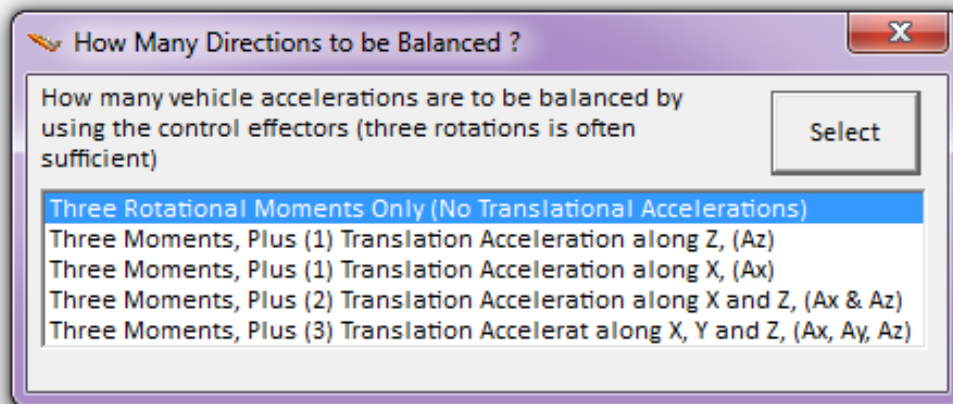 How Many Directions to be Balanced ?
How many vehicle accelerations are to be balanced by
using the control effectors (three rotations is often
sufficient)
Select
Three Rotational Moments Only (No Translational Accelerations)
Three Moments, Plus (1) Translation Acceleration along Z, (Az)
Three Moments, Plus (1) Translation Acceleration along X, (Ax)
Three Moments, Plus (2) Translation Acceleration along X and Z, (Ax & Az)
Three Moments, Plus (3) Translation Accelerat along X, Y and Z, (Ax, Ay, Az)